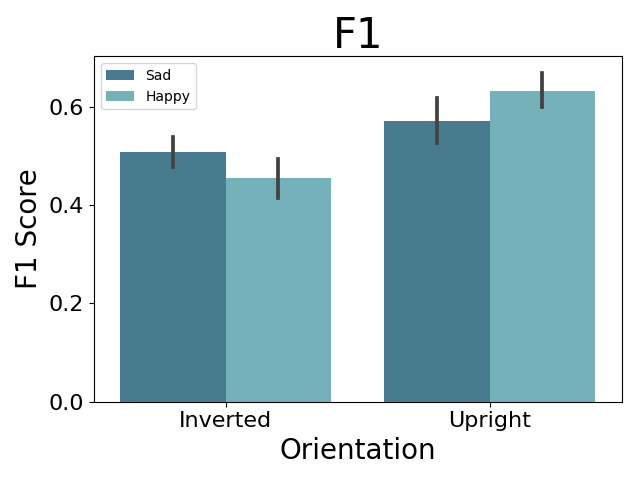 F1
Sad
Happy
F1 Score
0.6
0.4
0.2
0.0
Inverted
Upright
Orientation